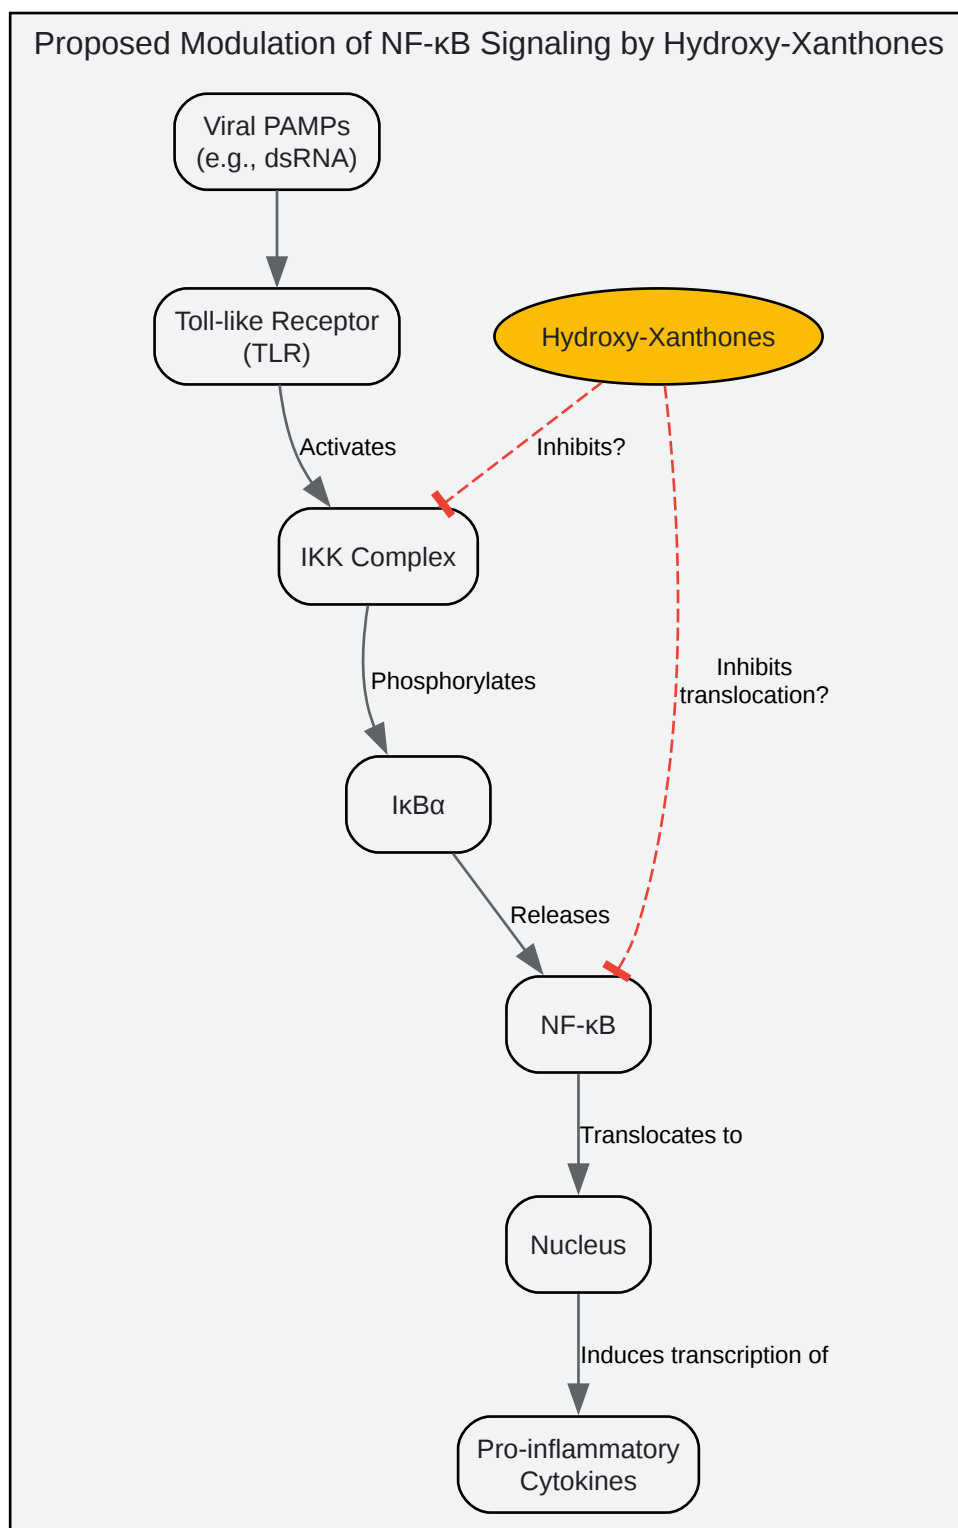 Proposed Modulation of NF-κB Signaling by Hydroxy-Xanthones
Viral PAMPs
(e.g., dsRNA)
Toll-like Receptor
(TLR)
Hydroxy-Xanthones
Activates
Inhibits?
IKK Complex
Phosphorylates
Inhibits
translocation?
IκBα
Releases
NF-κB
Translocates to
Nucleus
Induces transcription of
Pro-inflammatory
Cytokines